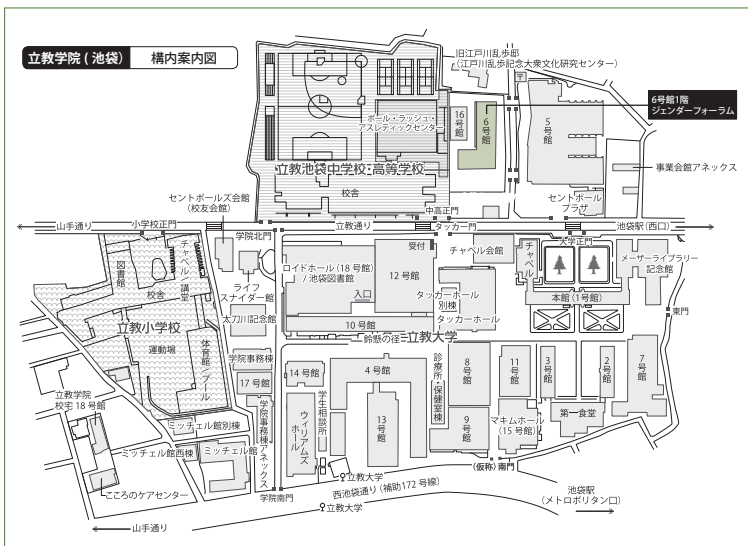 立教学院(池袋) 構内案内図
旧江戸川乱歩邸
(江戸川乱歩記念大衆文化研究センター)
6号館1階
ジェンダーフォーラム
16号館
6号館
5号館
ポール・ラッシュ・
アスレティックセンター
立教池袋中学校・高等学校
校舎
事業会館アネックス
セントポールズ会館
(校友会館)
中高正門
セントポール
プラザ
山手通り
小学校正門
学院北門
立教通り
タッカー門
池袋駅(西口)
大学正門
チャペル
講堂
図書館
校舎
ライフ
スナイダー館
受付
チャペル会館
チャペル
メーザーライブラリー
記念館
ロイドホール(18号館)
/池袋図書館
12号館
入口
タッカーホール
別棟
タッカーホール
本館(1号館)
東門
立教小学校
太刀川記念館
10号館
鈴懸の径
立教大学
運動場
体育館/プール
学院事務棟
17号館
14号館
4号館
診療所・保健室棟
8号館
11号館
3号館
2号館
7号館
立教学院
校宅18号館
学院事務棟アネックス
ウィリアムズ
ホール
学生相談所
13号館
9号館
マキムホール
(15号館)
第一食堂
ミッチェル館別棟
ミッチェル館西棟
ミッチェル館
こころのケアセンター
学院南門
立教大学
(仮称)南門
西池袋通り(補助172号線)
立教大学
池袋駅
(メトロポリタン口)
山手通り